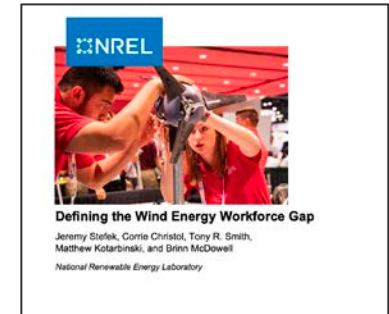 NREL
Defining the Wind Energy Workforce Gap
Jeremy Stefek, Corrie Christol, Tony R. Smith,
Matthew Kotarbinski, and Brinn McDowell
National Renewable Energy Laboratory